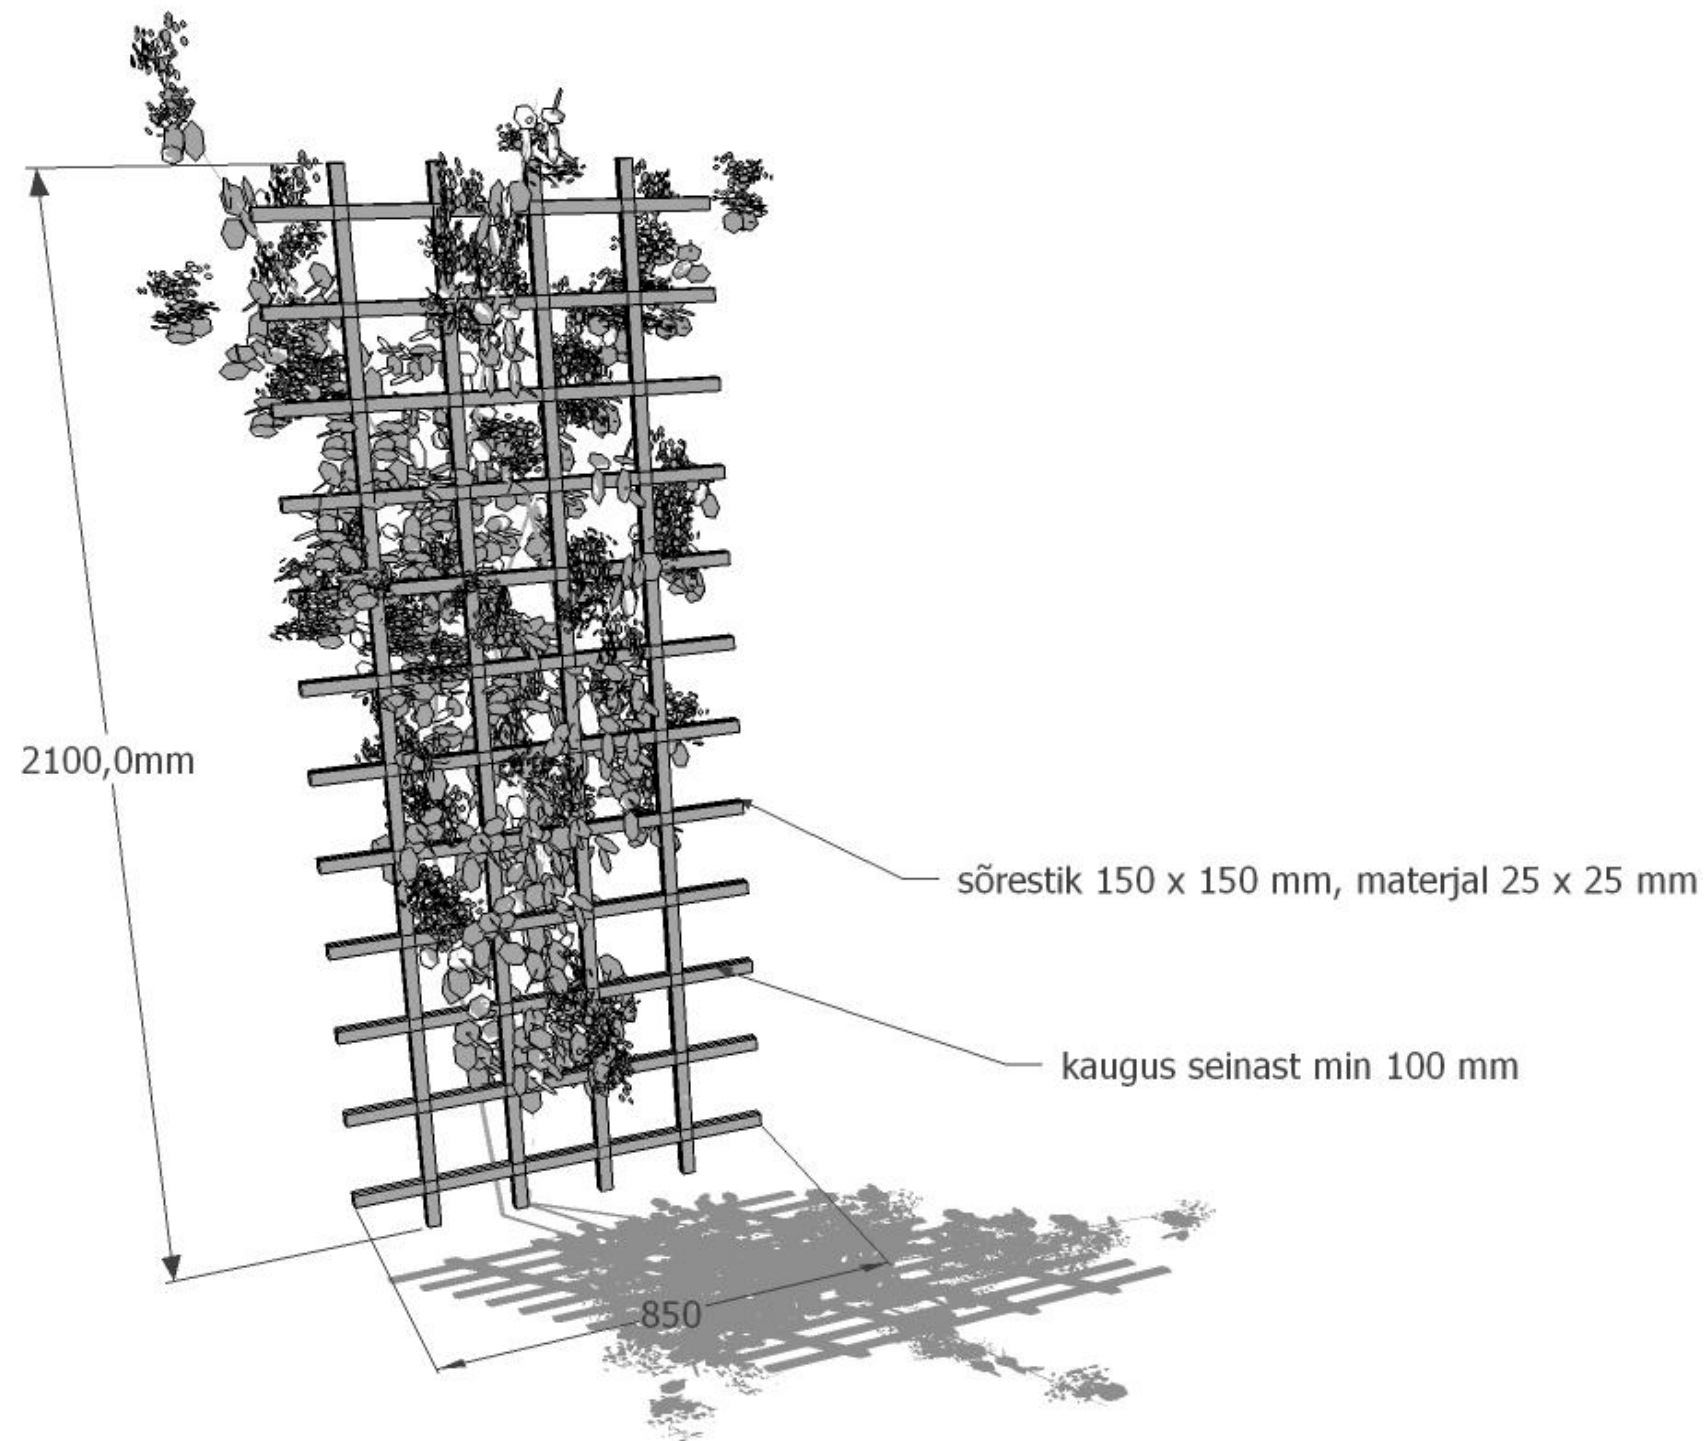 2100,0mm
sõrestik 150 x 150 mm, materjal 25 x 25 mm
kaugus seinast min 100 mm
850